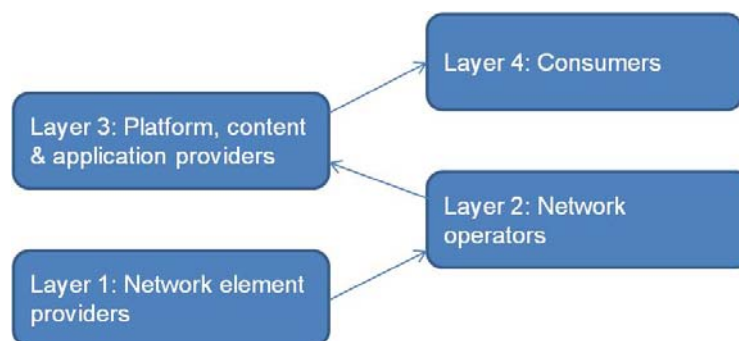 Layer 4: Consumers
Layer 3: Platform, content
& application providers
Layer 2: Network
operators
Layer 1: Network element
providers